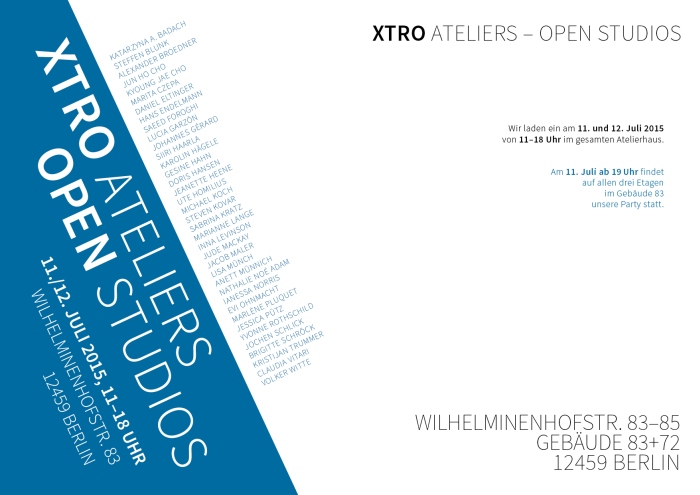 XTRO ATELIERS
OPEN STUDIOS
11./12. JULI 2015, 11–18 UHR
WILHELMINENHOFSTR. 83
12459 BERLIN
KATARZYNA A. BADACH
STEFFEN BLUNK
ALEXANDER BROEDNER
JUN HO CHO
KYOUNG JAE CHO
MARITA CZEPA
DANIEL ELTINGER
HANS ENDELMANN
SAEED FOROGHI
LUCIA GARZÓN
JOHANNES GÉRARD
SIIRI HAARLA
KAROLIN HÄGELE
GESINE HAHN
DORIS HANSEN
JEANETTE HEENE
UTE HOMILIUS
MICHAEL KOCH
STEVEN KOVAR
SABRINA KRATZ
MARIANNE LANGE
INNA LEVINSON
JUDE MACKAY
JACOB MALER
LISA MÜNCH
ANETT MÜNNICH
NATHALIE NOÉ ADAM
IANESSA NORRIS
EVI OHNMACHT
MARLÈNE PLUQUET
JESSICA PÜTZ
YVONNE ROTHSCHILD
JOCHEN SCHLICK
BRIGITTE SCHRÖCK
KRISTIJAN TRUMMER
CLAUDIA VITARI
VOLKER WITTE
XTRO ATELIERS – OPEN STUDIOS
Wir laden ein am 11. und 12. Juli 2015
von 11–18 Uhr im gesamten Atelierhaus.
Am 11. Juli ab 19 Uhr findet
auf allen drei Etagen
im Gebäude 83
unsere Party statt.
WILHELMINENHOFSTR. 83–85
GEBÄUDE 83+72
12459 BERLIN